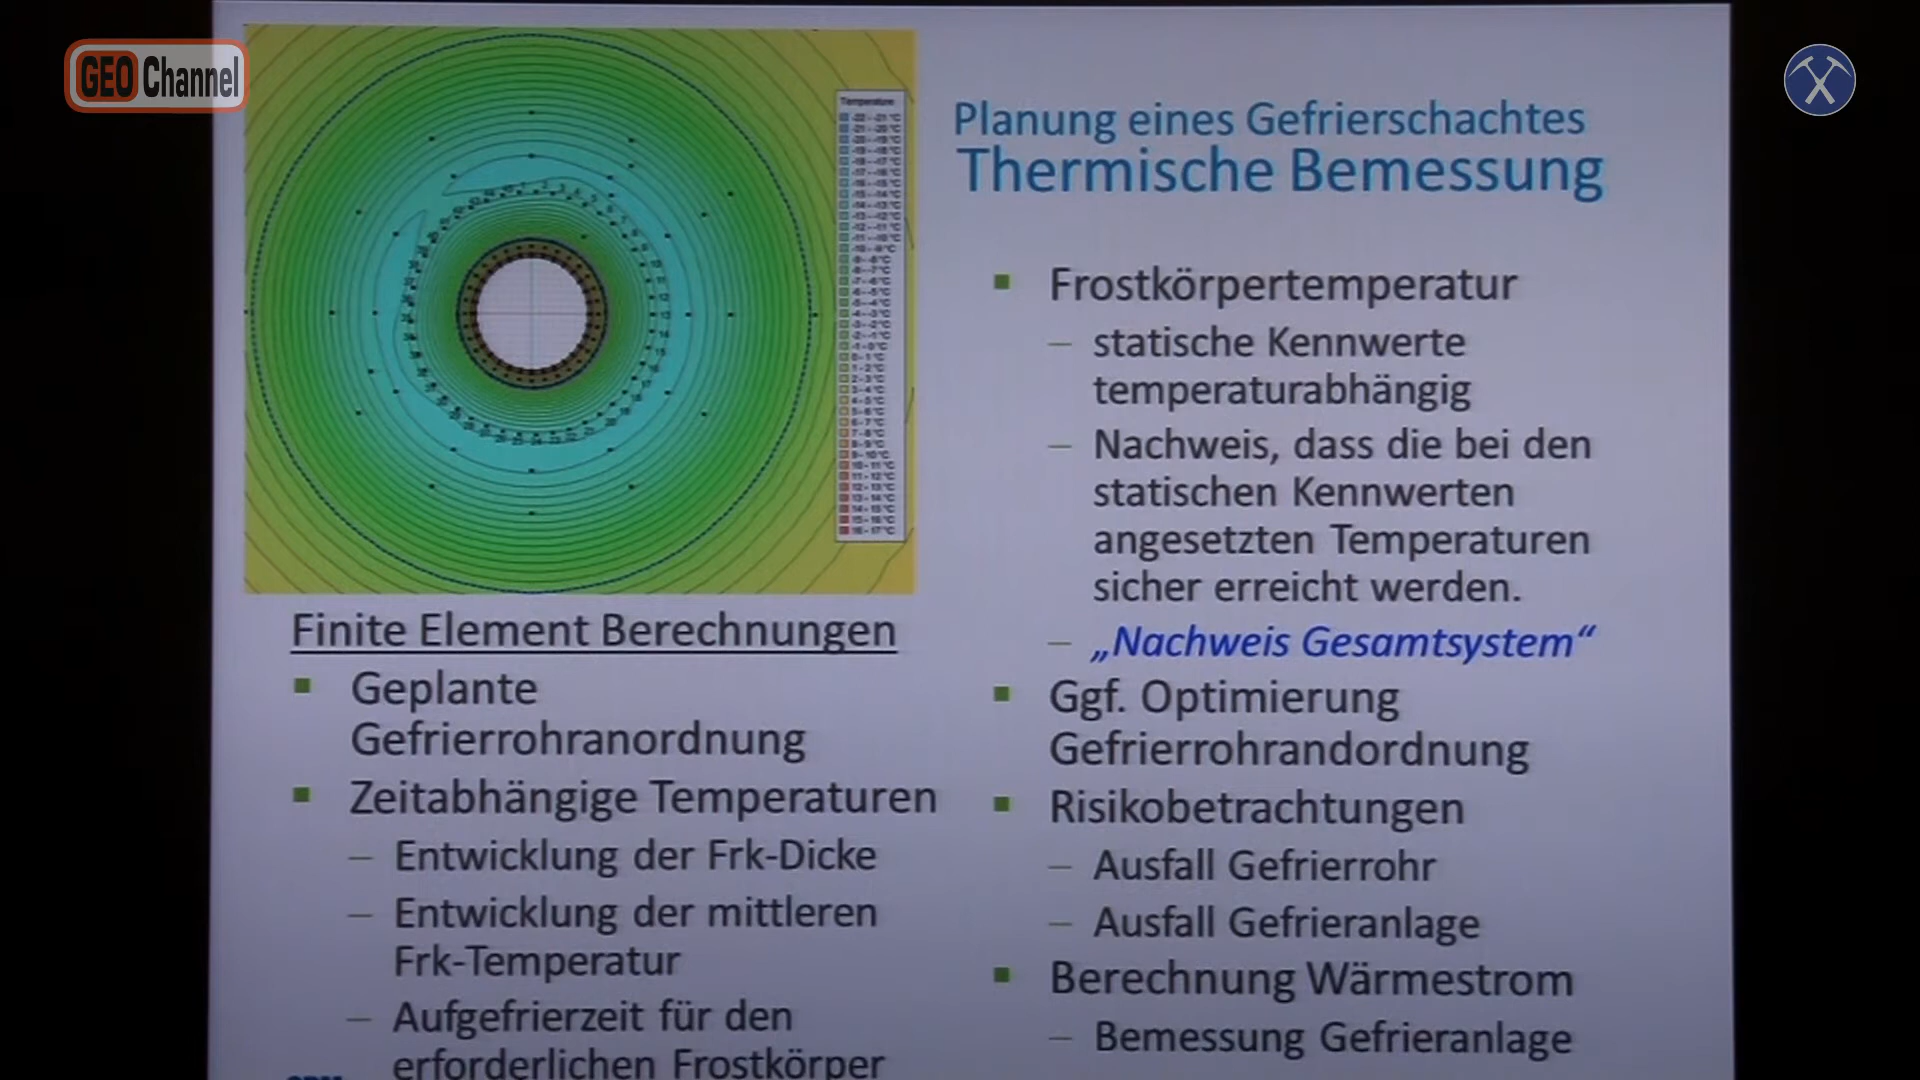 GEO Channel
Temperature
Planung eines Gefrierschachtes
Thermische Bemessung
Frostkörpertemperatur
– statische Kennwerte
temperaturabhängig
– Nachweis, dass die bei den
statischen Kennwerten
angesetzten Temperaturen
sicher erreicht werden.
– „Nachweis Gesamtsystem“
Ggf. Optimierung
Gefrierrohrandordnung
Risikobetrachtungen
– Ausfall Gefrierrohr
– Ausfall Gefrieranlage
Berechnung Wärmestrom
– Bemessung Gefrieranlage
Finite Element Berechnungen
Geplante
Gefrierrohranordnung
Zeitabhängige Temperaturen
– Entwicklung der Frk-Dicke
– Entwicklung der mittleren
Frk-Temperatur
– Aufgefrierzeit für den
erforderlichen Frostkörper